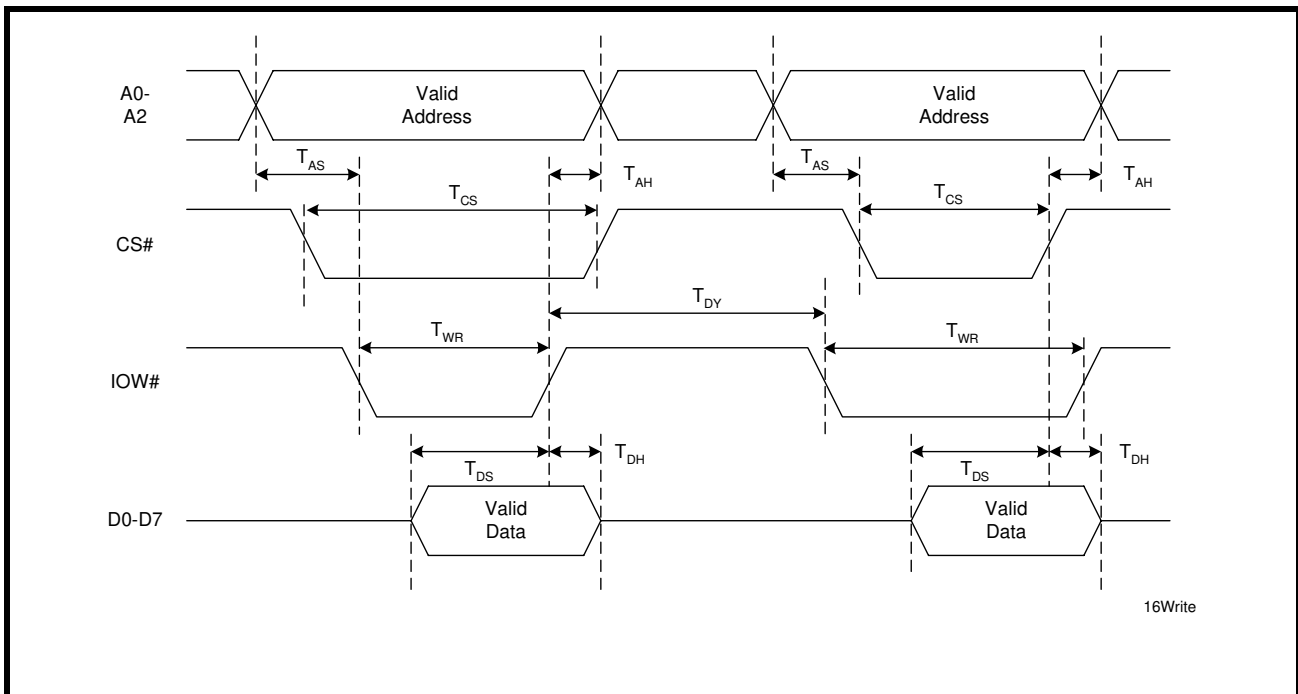 A0-
A2
Valid
Address
Valid
Address
TAS
TAH
TAS
TAH
TCS
TCS
CS#
TDY
TWR
TWR
IOW#
TDS
TDH
TDS
TDH
D0-D7
Valid
Data
Valid
Data
16Write